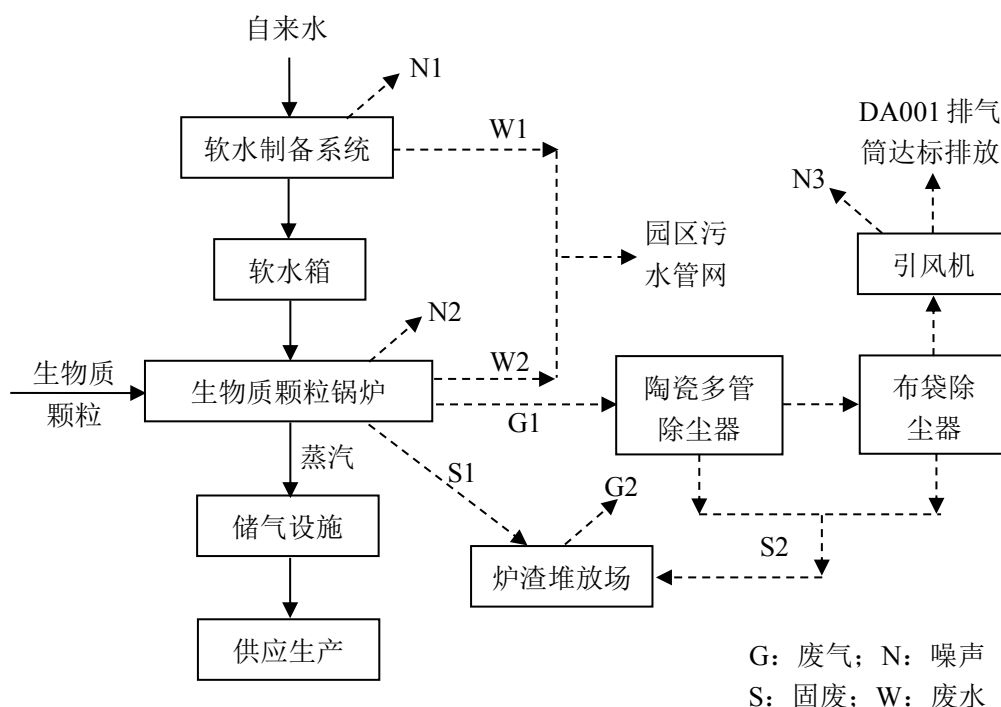 自来水
N1
软水制备系统
W1
DA001 排气
筒达标排放
N3
软水箱
园区污
水管网
引风机
N2
生物质
颗粒
生物质颗粒锅炉
W2
G1
陶瓷多管
除尘器
布袋除
尘器
蒸汽
S1
G2
储气设施
炉渣堆放场
S2
供应生产
G：废气；N：噪声
S：固废；W：废水